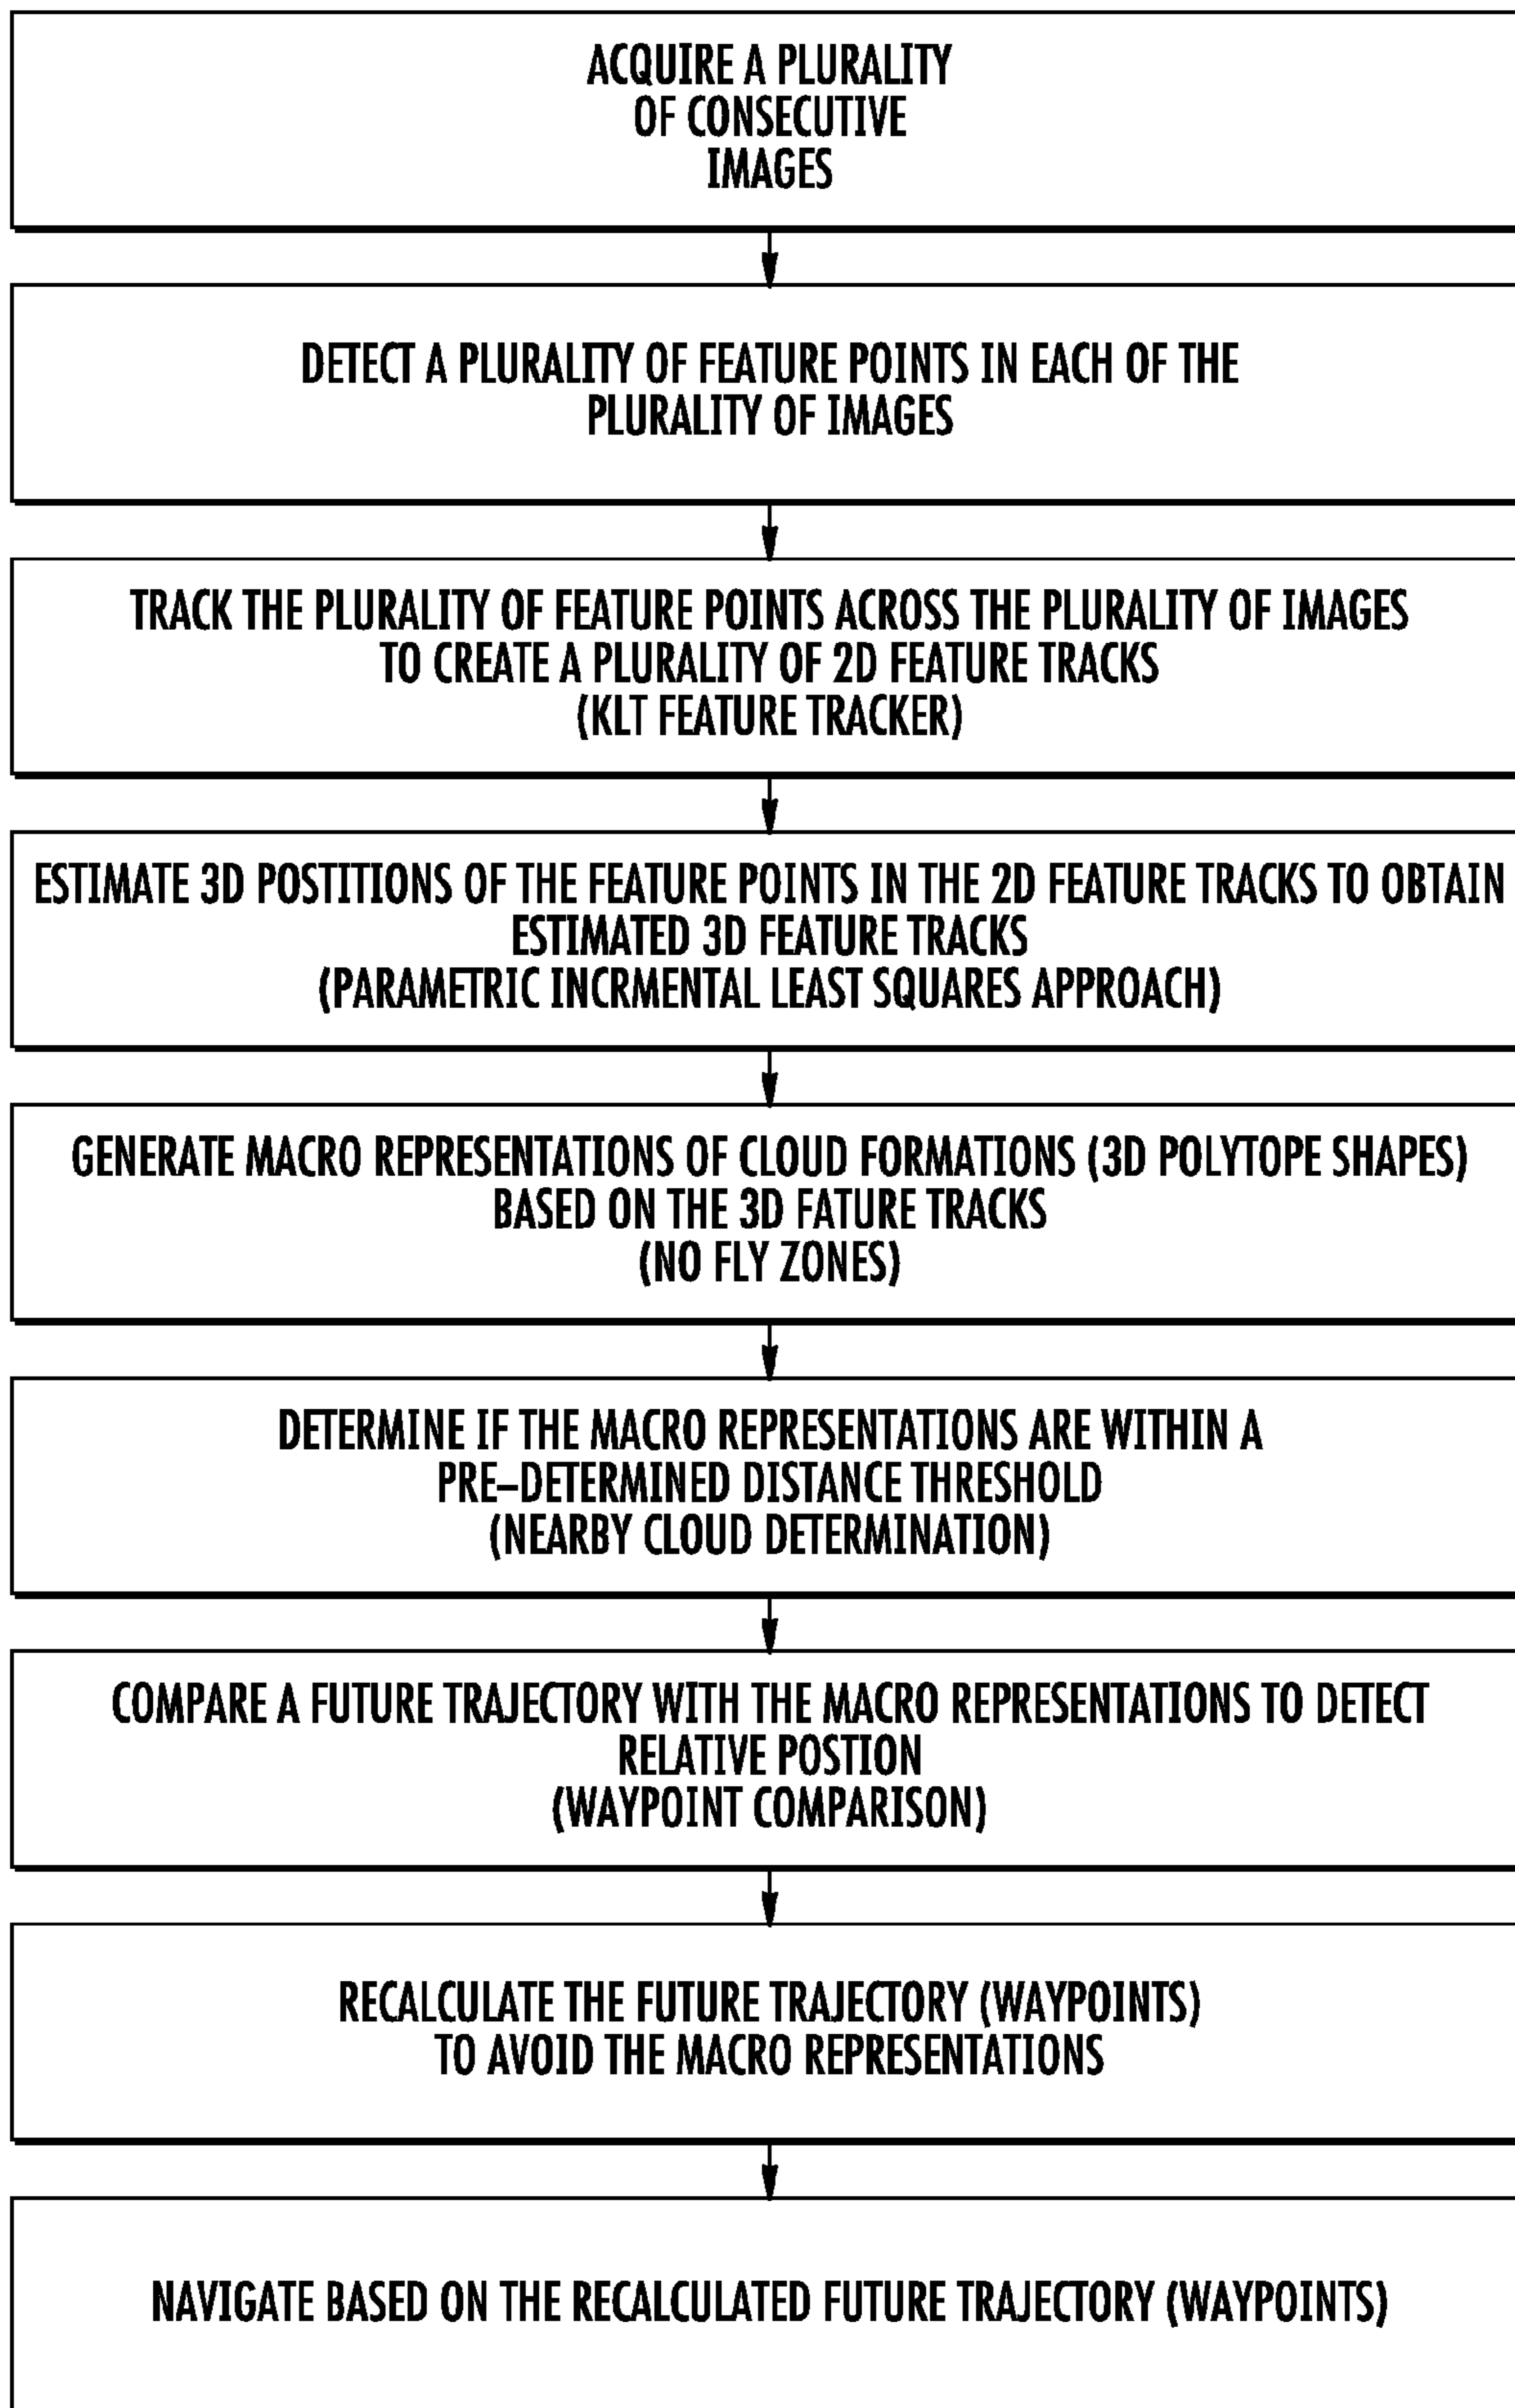 ACQUIRE A PLURALITY
OF CONSECUTIVE
IMAGES
DETECT A PLURALITY OF FEATURE POINTS IN EACH OF THE
PLURALITY OF IMAGES
TRACK THE PLURALITY OF FEATURE POINTS ACROSS THE PLURALITY OF IMAGES
TO CREATE A PLURALITY OF 2D FEATURE TRACKS
(KLT FEATURE TRACKER)
ESTIMATE 3D POSTITIONS OF THE FEATURE POINTS IN THE 2D FEATURE TRACKS TO OBTAIN
ESTIMATED 3D FEATURE TRACKS
(PARAMETRIC INCRMENTAL LEAST SQUARES APPROACH)
GENERATE MACRO REPRESENTATIONS OF CLOUD FORMATIONS (3D POLYTOPE SHAPES)
BASED ON THE 3D FATURE TRACKS
(NO FLY ZONES)
DETERMINE IF THE MACRO REPRESENTATIONS ARE WITHIN A
PRE–DETERMINED DISTANCE THRESHOLD
(NEARBY CLOUD DETERMINATION)
COMPARE A FUTURE TRAJECTORY WITH THE MACRO REPRESENTATIONS TO DETECT
RELATIVE POSTION
(WAYPOINT COMPARISON)
RECALCULATE THE FUTURE TRAJECTORY (WAYPOINTS)
TO AVOID THE MACRO REPRESENTATIONS
NAVIGATE BASED ON THE RECALCULATED FUTURE TRAJECTORY (WAYPOINTS)